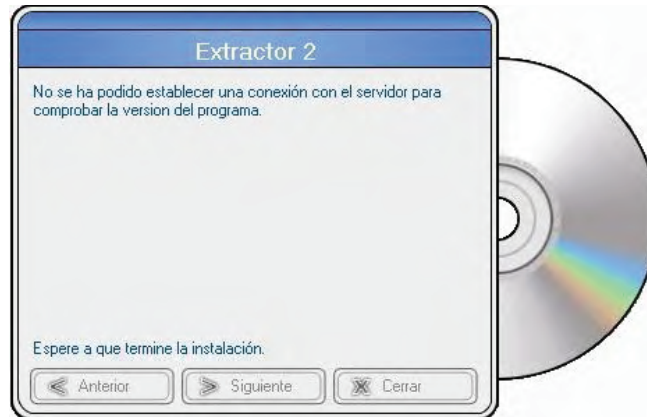 Extractor 2
No se ha podido establecer una conexión con el servidor para
comprobar la version del programa.
Espere a que termine la instalación.
Anterior Siguiente Cerrar